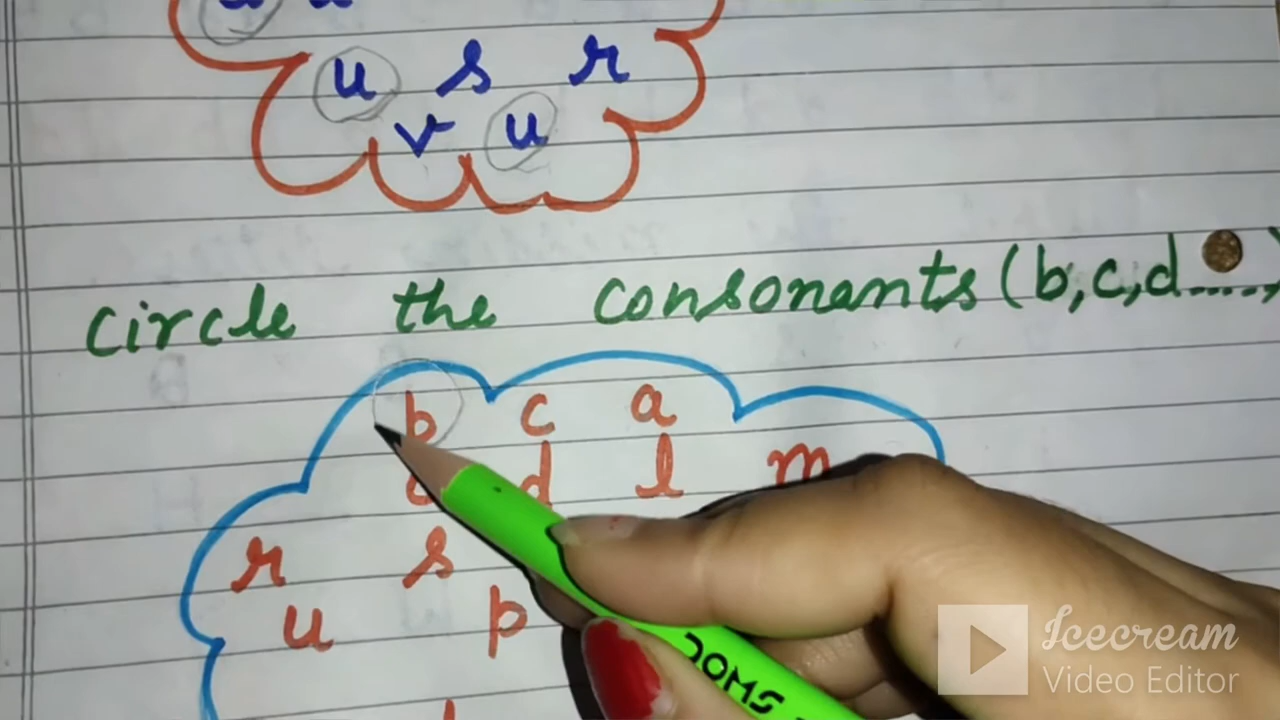 u s r
v u
circle the consonants (b,c,d.....)
b c a
d l m
r s
u p
DOMS
Icecream
Video Editor